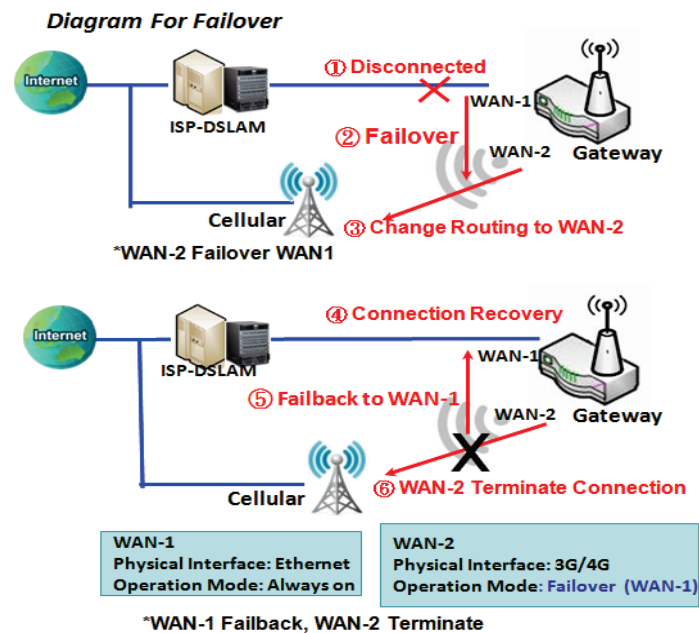 Diagram For Failover
Internet
ISP-DSLAM
① Disconnected
WAN-1
② Failover
WAN-2
Gateway
Cellular
③ Change Routing to WAN-2
*WAN-2 Failover WAN1
Internet
ISP-DSLAM
④ Connection Recovery
WAN-1
⑤ Failback to WAN-1
WAN-2
Gateway
Cellular
⑥ WAN-2 Terminate Connection
WAN-1
Physical Interface: Ethernet
Operation Mode: Always on
WAN-2
Physical Interface: 3G/4G
Operation Mode: Failover (WAN-1)
*WAN-1 Failback, WAN-2 Terminate